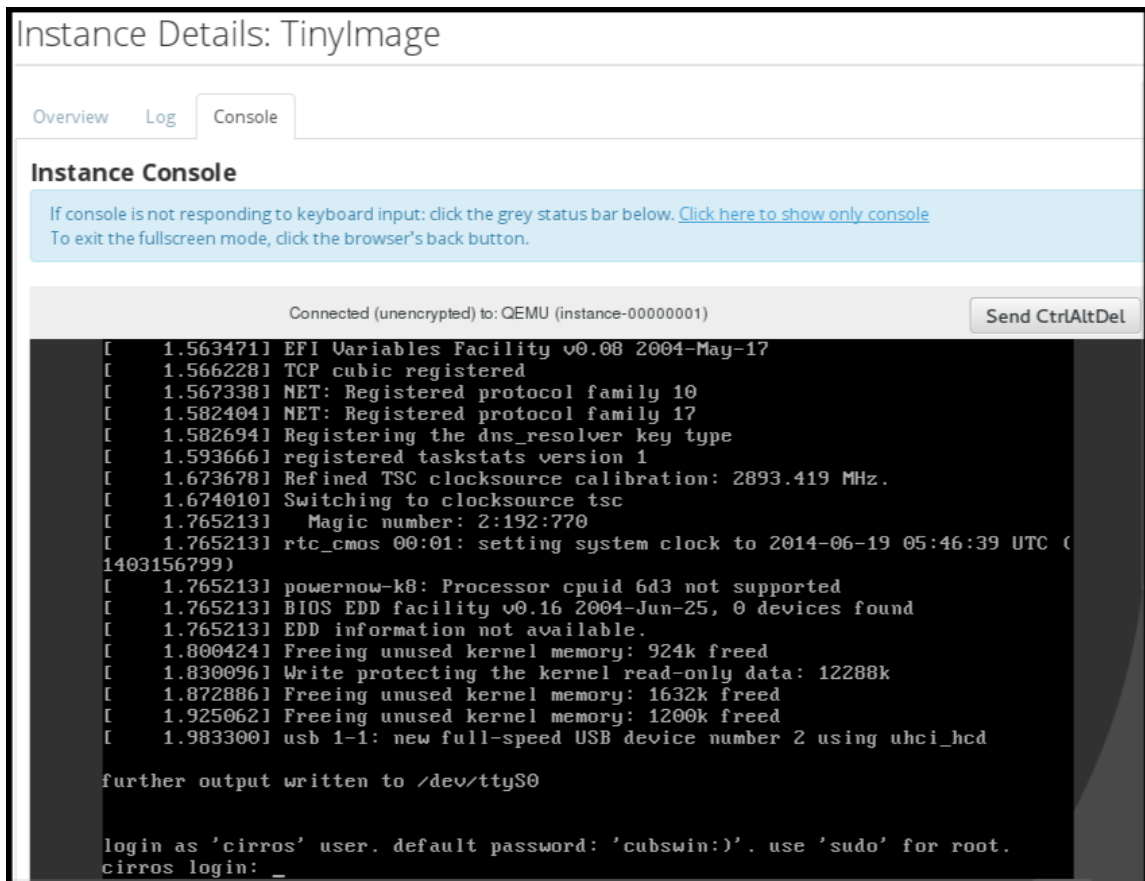 Instance Details: TinyImage
Overview Log Console
Instance Console
If console is not responding to keyboard input: click the grey status bar below. Click here to show only console
To exit the fullscreen mode, click the browser's back button.
Connected (unencrypted) to: QEMU (instance-00000001) Send CtrlAltDel
[    1.563471] EFI Variables Facility v0.08 2004-May-17
[    1.566228] TCP cubic registered
[    1.567338] NET: Registered protocol family 10
[    1.582404] NET: Registered protocol family 17
[    1.582694] Registering the dns_resolver key type
[    1.593666] registered taskstats version 1
[    1.673678] Refined TSC clocksource calibration: 2893.419 MHz.
[    1.674010] Switching to clocksource tsc
[    1.765213]   Magic number: 2:192:770
[    1.765213] rtc_cmos 00:01: setting system clock to 2014-06-19 05:46:39 UTC (
1403156799)
[    1.765213] powernow-k8: Processor cpuid 6d3 not supported
[    1.765213] BIOS EDD facility v0.16 2004-Jun-25, 0 devices found
[    1.765213] EDD information not available.
[    1.800424] Freeing unused kernel memory: 924k freed
[    1.830096] Write protecting the kernel read-only data: 12288k
[    1.872886] Freeing unused kernel memory: 1632k freed
[    1.925062] Freeing unused kernel memory: 1200k freed
[    1.983300] usb 1-1: new full-speed USB device number 2 using uhci_hcd
further output written to /dev/ttyS0
login as 'cirros' user. default password: 'cubswin:)'. use 'sudo' for root.
cirros login: _